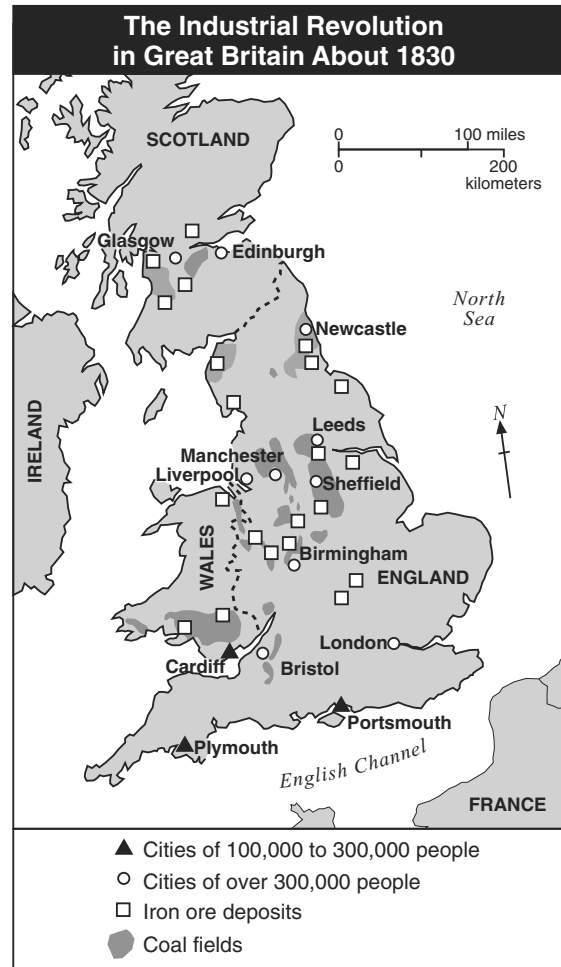 The Industrial Revolution
in Great Britain About 1830
SCOTLAND
0 100 miles
0 200
kilometers
Glasgow
Edinburgh
North
Sea
Newcastle
N
IRELAND
Leeds
Manchester
Liverpool
Sheffield
WALES
Birmingham
ENGLAND
London
Cardiff
Bristol
Portsmouth
Plymouth
English Channel
FRANCE
Cities of 100,000 to 300,000 people
Cities of over 300,000 people
Iron ore deposits
Coal fields